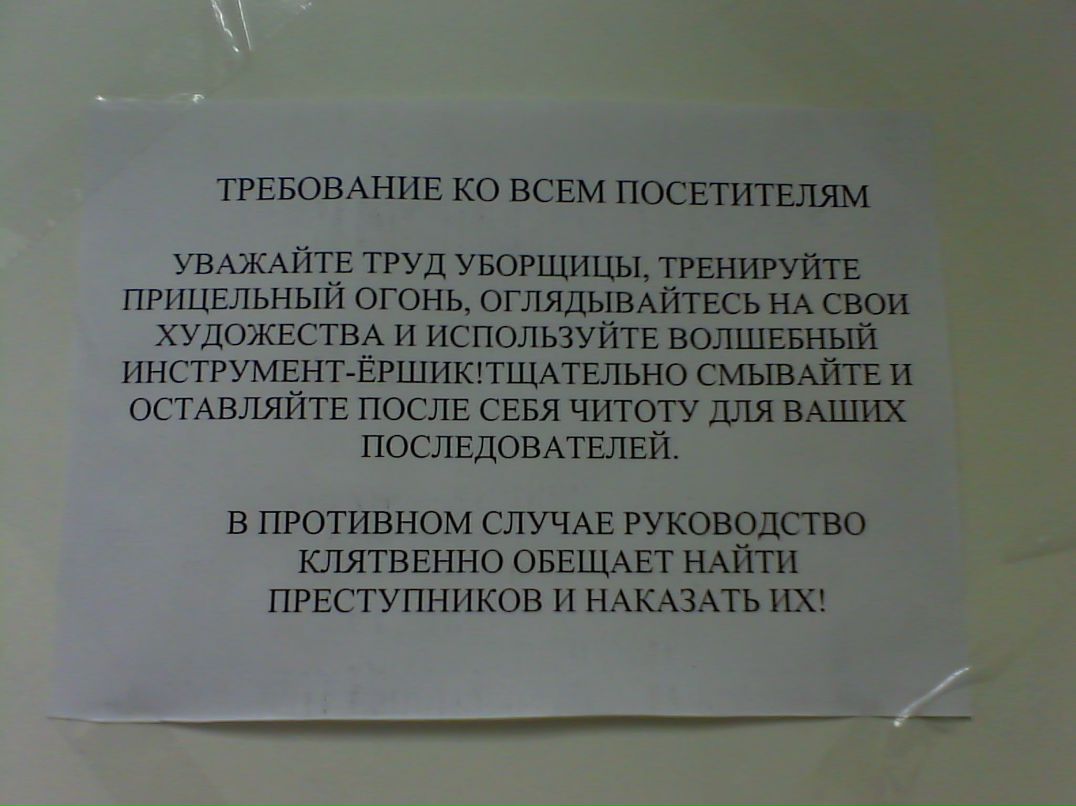 ТРЕБОВАНИЕ КО ВСЕМ ПОСЕТИТЕЛЯМ
УВАЖАЙТЕ ТРУД УБОРЩИЦЫ, ТРЕНИРУЙТЕ
ПРИЦЕЛЬНЫЙ ОГОНЬ, ОГЛЯДЫВАЙТЕСЬ НА СВОИ
ХУДОЖЕСТВА И ИСПОЛЬЗУЙТЕ ВОЛШЕБНЫЙ
ИНСТРУМЕНТ-ЁРШИК!ТЩАТЕЛЬНО СМЫВАЙТЕ И
ОСТАВЛЯЙТЕ ПОСЛЕ СЕБЯ ЧИТОТУ ДЛЯ ВАШИХ
ПОСЛЕДОВАТЕЛЕЙ.
В ПРОТИВНОМ СЛУЧАЕ РУКОВОДСТВО
КЛЯТВЕННО ОБЕЩАЕТ НАЙТИ
ПРЕСТУПНИКОВ И НАКАЗАТЬ ИХ!